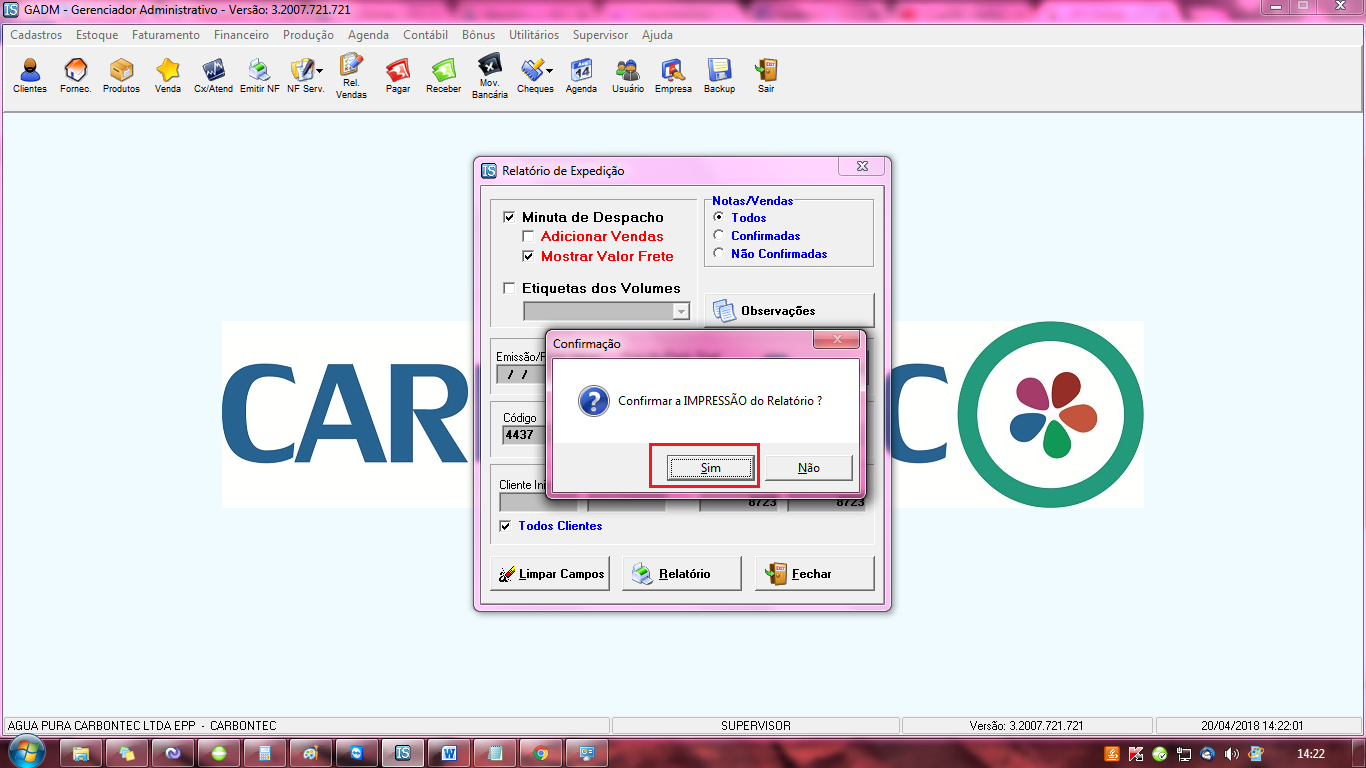 GADM - Gerenciador Administrativo - Versão: 3.2007.721.721
Cadastros Estoque Faturamento Financeiro Produção Agenda Contábil Bônus Utilitários Supervisor Ajuda
Clientes Fornec. Produtos Venda Cx/Atend Emitir NF NF Serv. Rel. Vendas Pagar Receber Mov. Bancária Cheques Agenda Usuário Empresa Backup Sair
Relatório de Expedição
Minuta de Despacho
Adicionar Vendas
Mostrar Valor Frete
Etiquetas dos Volumes
Notas/Vendas
Todos
Confirmadas
Não Confirmadas
Observações
Emissão/F
/ /
Código
4437
Cliente Ini
8723 8723
Todos Clientes
Limpar Campos Relatório Fechar
Confirmação
Confirmar a IMPRESSÃO do Relatório ?
Sim Não
CAR EC
AGUA PURA CARBONTEC LTDA EPP - CARBONTEC SUPERVISOR Versão: 3.2007.721.721 20/04/2018 14:22:01
14:22